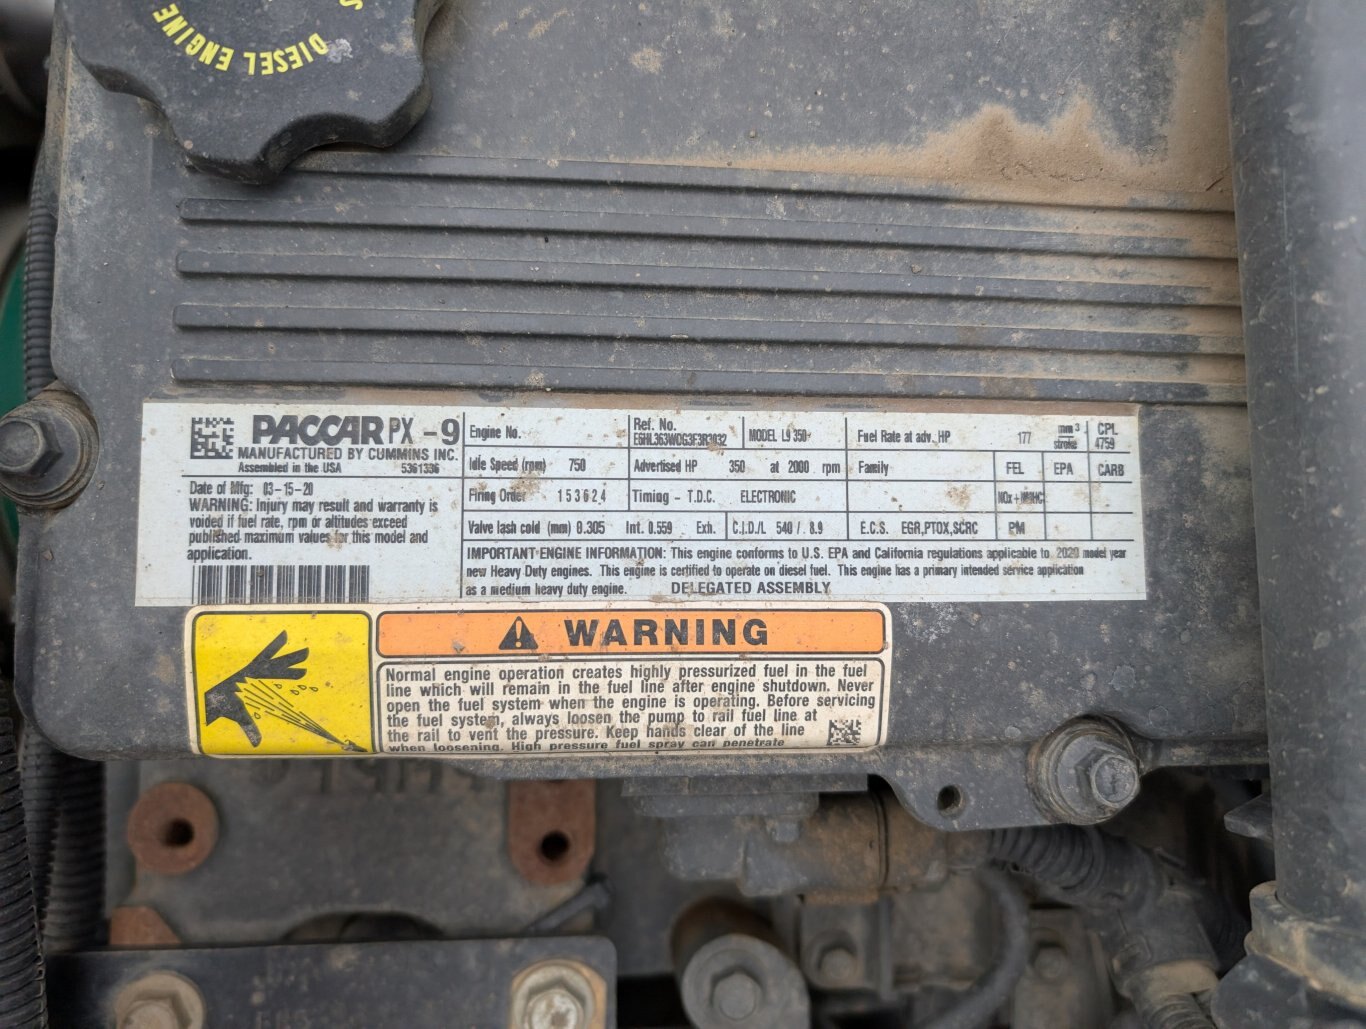 DIESEL ENGINE
PACCAR PX-9
MANUFACTURED BY CUMMINS INC.
Assembled in the USA 5361336
Date of Mfg: 03-15-20
WARNING: Injury may result and warranty is
voided if fuel rate, rpm or altitudes exceed
published maximum values for this model and
application.
Engine No. Ref. No. MODEL L9 350 Fuel Rate at adv. HP 177 mm³ stroke CPL 4759
Idle Speed (rpm) 750 Advertised HP 350 at 2000 rpm Family FEL EPA CARB
Firing Order 153624 Timing - T.D.C. ELECTRONIC NOx + NMHC
Valve lash cold (mm) 0.305 Int. 0.559 Exh. C.I.D./L 540 / 8.9 E.C.S. EGR,PTOX,SCRC PM
IMPORTANT ENGINE INFORMATION: This engine conforms to U.S. EPA and California regulations applicable to 2020 model year
new Heavy Duty engines. This engine is certified to operate on diesel fuel. This engine has a primary intended service application
as a medium heavy duty engine. DELEGATED ASSEMBLY
WARNING
Normal engine operation creates highly pressurized fuel in the fuel
line which will remain in the fuel line after engine shutdown. Never
open the fuel system when the engine is operating. Before servicing
the fuel system, always loosen the pump to rail fuel line at
the rail to vent the pressure. Keep hands clear of the line
when loosening. High pressure fuel spray can penetrate